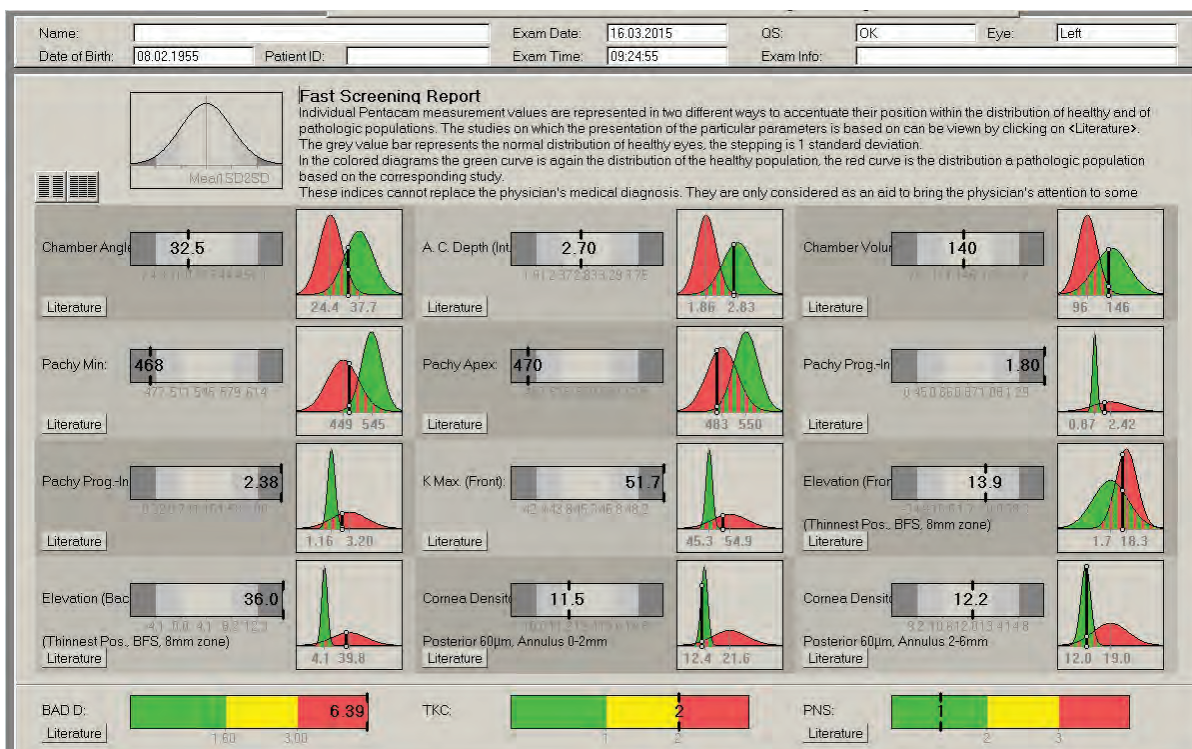 Name: Exam Date: 16.03.2015 QS: OK Eye: Left
Date of Birth: 08.02.1955 Patient ID: Exam Time: 09:24:55 Exam Info:
Fast Screening Report
Individual Pentacam measurement values are represented in two different ways to accentuate their position within the distribution of healthy and of
pathologic populations. The studies on which the presentation of the particular parameters is based on can be viewn by clicking on <Literature>.
The grey value bar represents the normal distribution of healthy eyes, the stepping is 1 standard deviation.
In the colored diagrams the green curve is again the distribution of the healthy population, the red curve is the distribution a pathologic population
based on the corresponding study.
These indices cannot replace the physician's medical diagnosis. They are only considered as an aid to bring the physician's attention to some
Chamber Angle 32.5 A. C. Depth (Int. 2.70 Chamber Volur 140
Literature 24.4 37.7 Literature 1.86 2.83 Literature 96 146
Pachy Min: 468 Pachy Apex: 470 Pachy Prog.-In 1.80
477 511 545 579 614
Literature 449 545 Literature 483 550 Literature 0.87 2.42
Pachy Prog.-In 2.38 K Max. (Front): 51.7 Elevation (Fror 13.9
(Thinnest Pos., BFS, 8mm zone)
Literature 1.16 3.20 Literature 45.3 54.9 Literature 1.7 18.3
Elevation (Bac 36.0 Cornea Densito 11.5 Cornea Densito 12.2
(Thinnest Pos., BFS, 8mm zone) Posterior 60µm, Annulus 0-2mm Posterior 60µm, Annulus 2-6mm
Literature 4.1 39.8 Literature 12.4 21.6 Literature 12.0 19.0
BAD D: 6.39 TKC: 2 PNS: 1
Literature 1.60 3.00 1 2 Literature 2 3